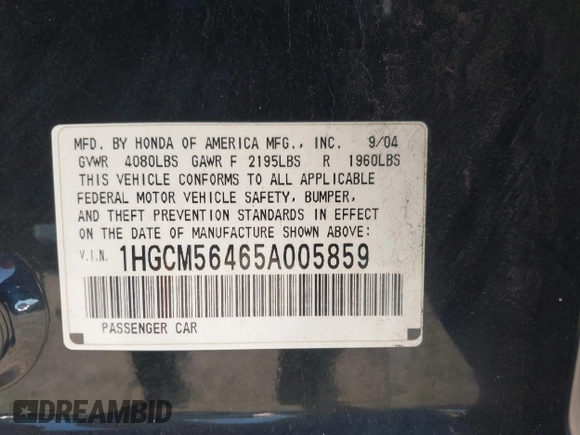 MFD. BY HONDA OF AMERICA MFG., INC. 9/04
GVWR 4080LBS GAWR F 2195LBS R 1960LBS
THIS VEHICLE CONFORMS TO ALL APPLICABLE
FEDERAL MOTOR VEHICLE SAFETY, BUMPER,
AND THEFT PREVENTION STANDARDS IN EFFECT
ON THE DATE OF MANUFACTURE SHOWN ABOVE:
V.I.N. 1HGCM56465A005859
PASSENGER CAR
DREAMBID